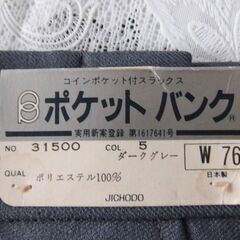 コインポケット付スラックス
ポケット バンク®
実用新案登録 第1617641号
NO. 31500 COL 5
ダークグレー
W 76
QUAL ポリエステル100%
日本製
JICHODO